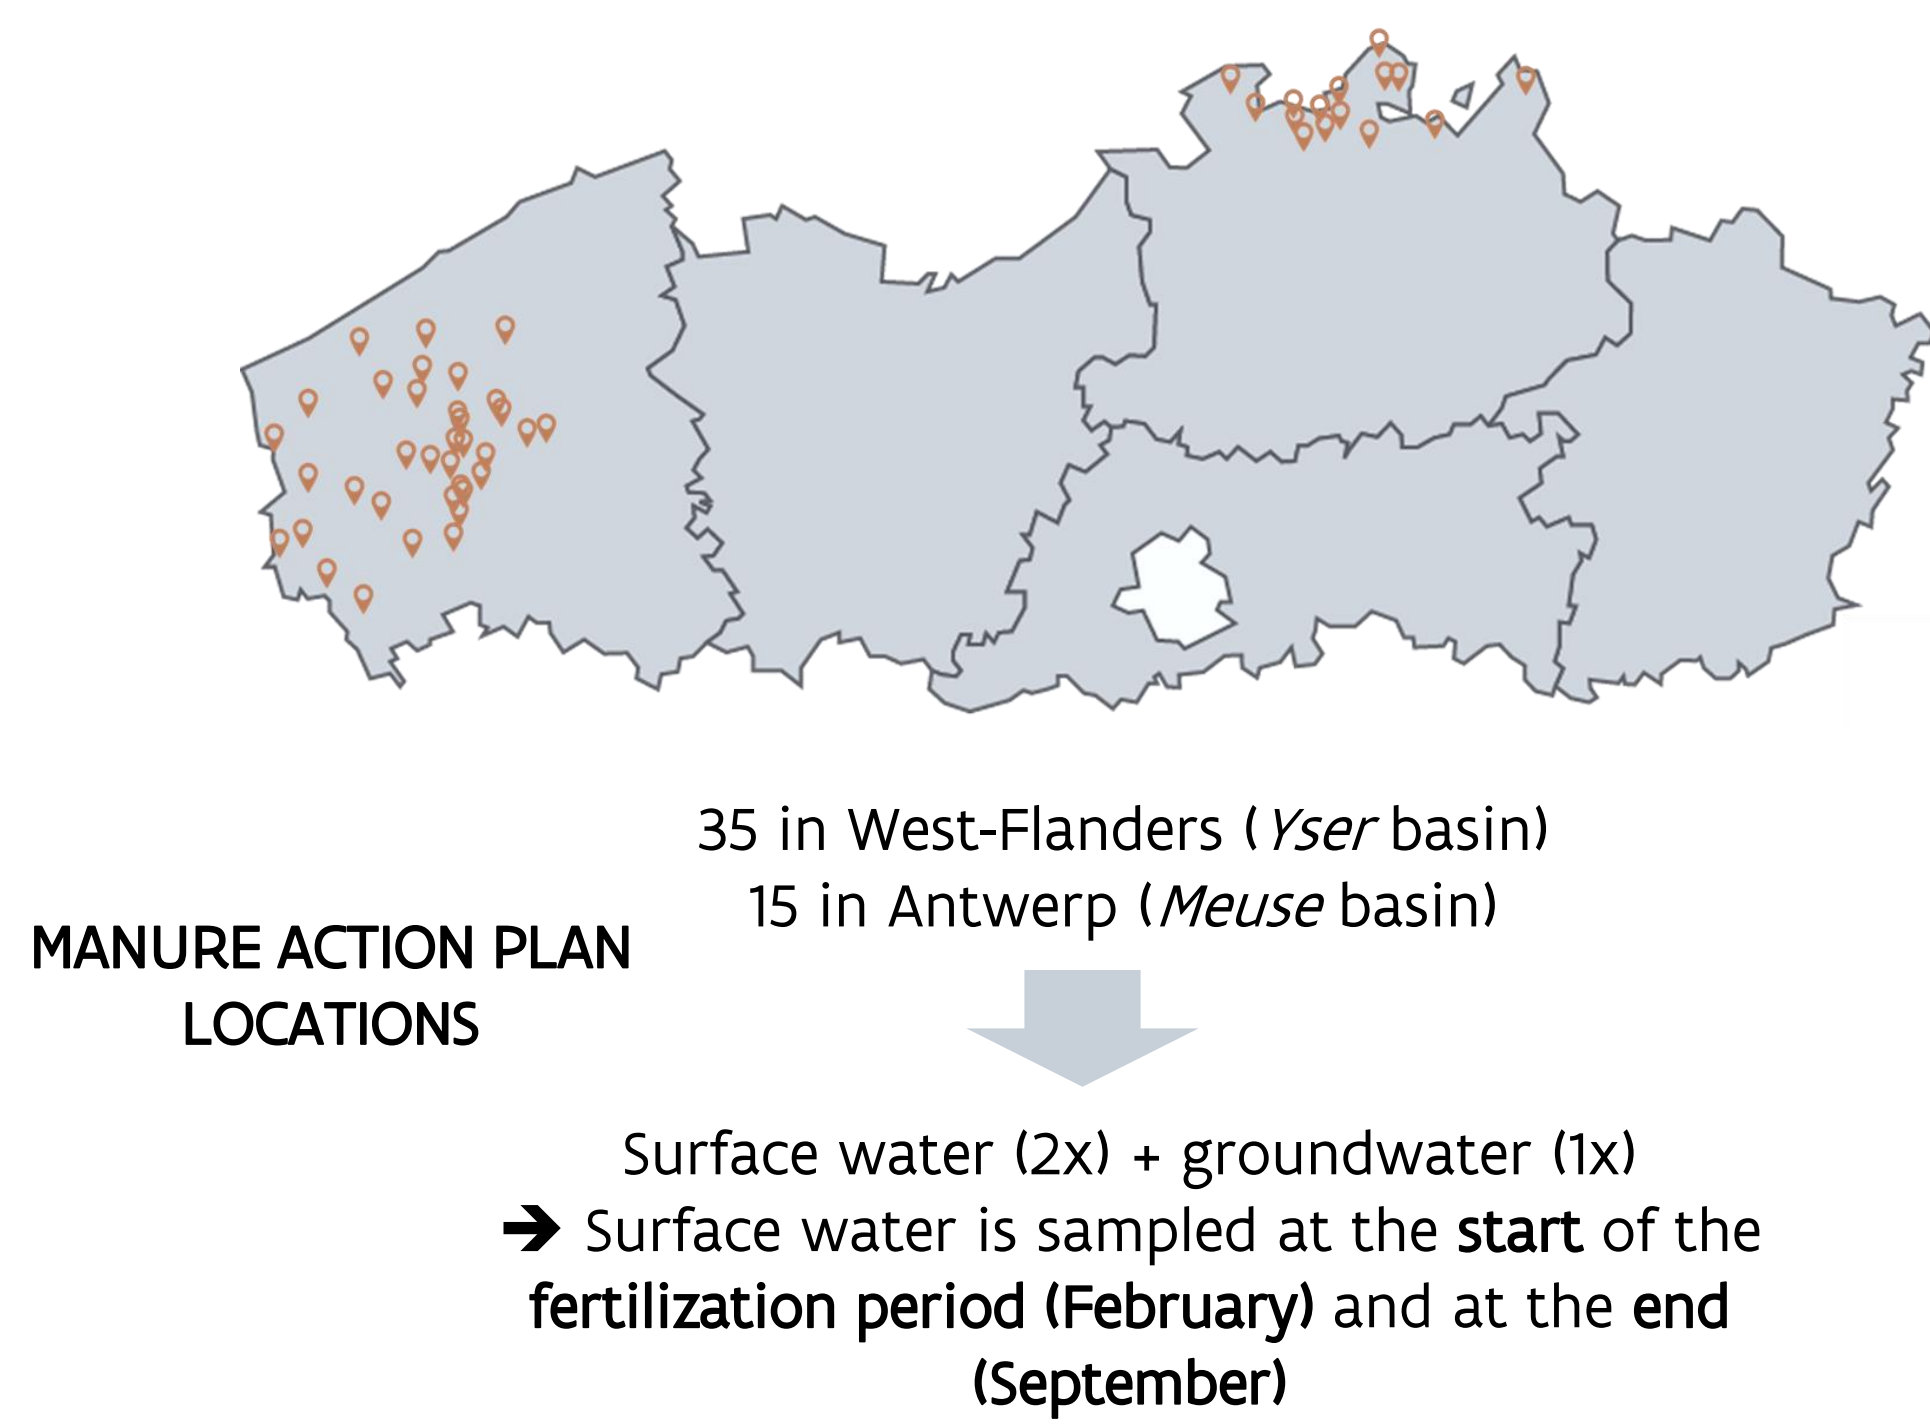 35 in West-Flanders (Yser basin)
15 in Antwerp (Meuse basin)
MANURE ACTION PLAN
LOCATIONS
Surface water (2x) + groundwater (1x)
➔ Surface water is sampled at the start of the
fertilization period (February) and at the end
(September)